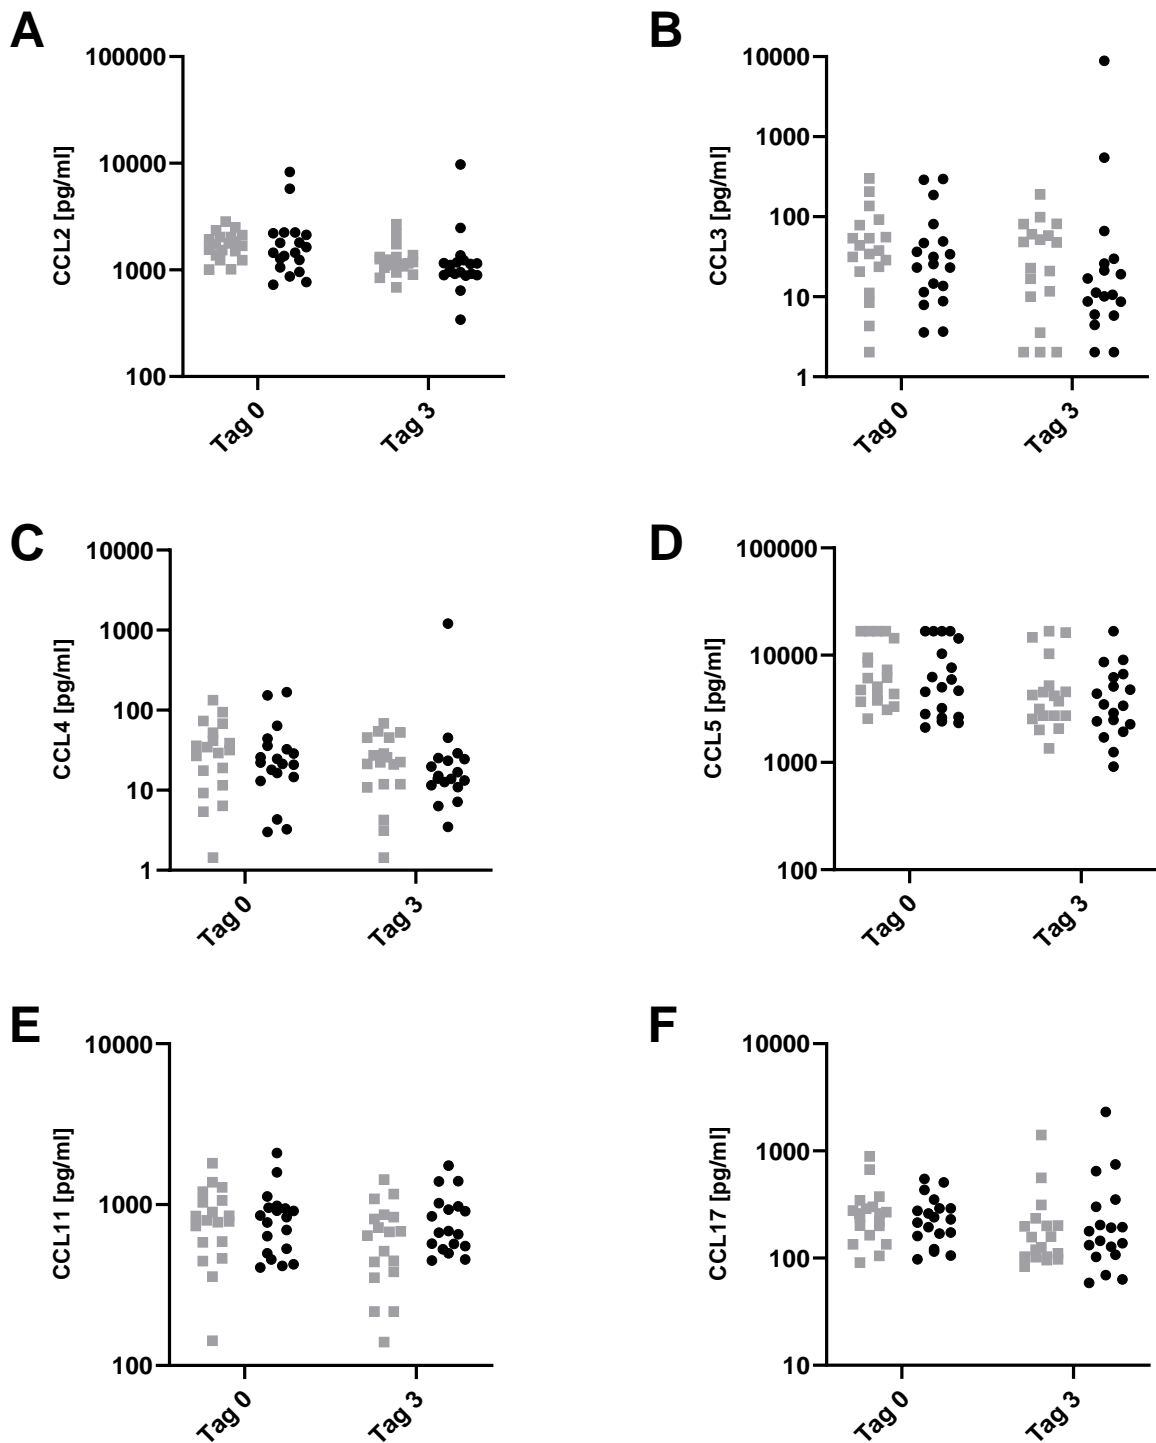 A
CCL2 [pg/ml]
100000
10000
1000
100
Tag 0
Tag 3
B
CCL3 [pg/ml]
10000
1000
100
10
1
Tag 0
Tag 3
C
CCL4 [pg/ml]
10000
1000
100
10
1
Tag 0
Tag 3
D
CCL5 [pg/ml]
100000
10000
1000
100
Tag 0
Tag 3
E
CCL11 [pg/ml]
10000
1000
100
Tag 0
Tag 3
F
CCL17 [pg/ml]
10000
1000
100
10
Tag 0
Tag 3